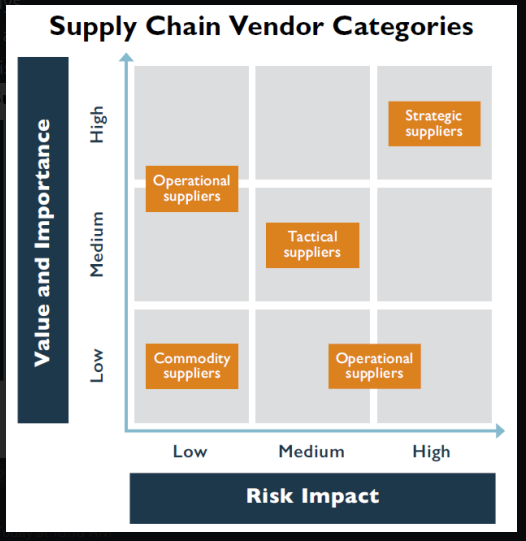 Supply Chain Vendor Categories
Value and Importance
High
Medium
Low
Strategic
suppliers
Operational
suppliers
Tactical
suppliers
Commodity
suppliers
Operational
suppliers
Low
Medium
High
Risk Impact